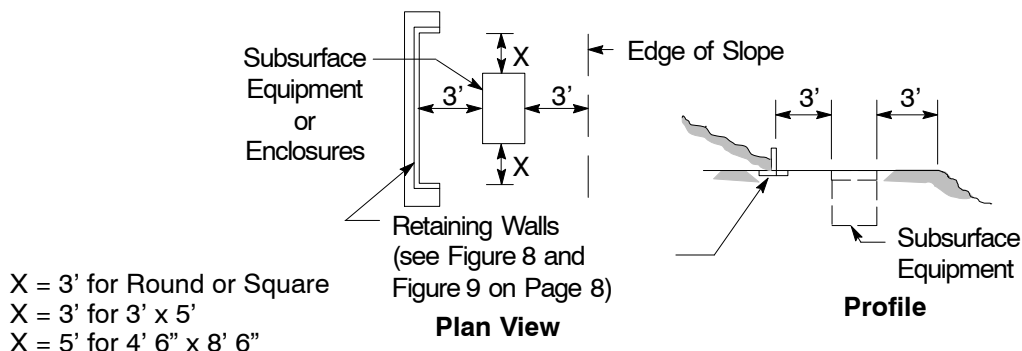 Subsurface
Equipment
or
Enclosures
X
3’
3’
X
Edge of Slope
Retaining Walls
(see Figure 8 and
Figure 9 on Page 8)
Plan View
X = 3’ for Round or Square
X = 3’ for 3’ x 5’
X = 5’ for 4’ 6” x 8’ 6”
3’
3’
Subsurface
Equipment
Profile